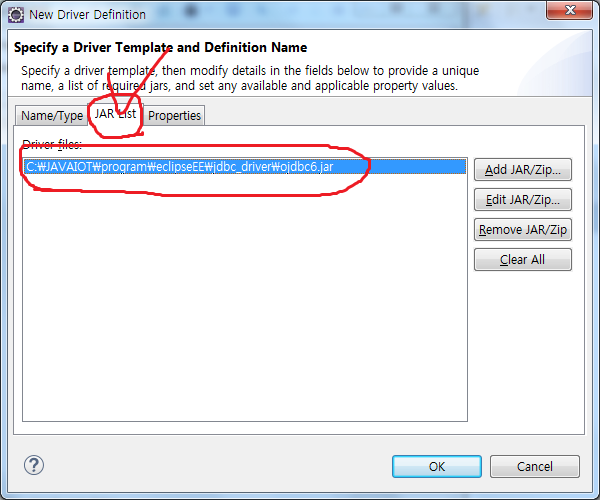 New Driver Definition
Specify a Driver Template and Definition Name
Specify a driver template, then modify details in the fields below to provide a unique
name, a list of required jars, and set any available and applicable property values.
Name/Type JAR List Properties
Driver files:
C:₩JAVAIOT₩program₩eclipseEE₩jdbc_driver₩ojdbc6.jar
Add JAR/Zip...
Edit JAR/Zip...
Remove JAR/Zip
Clear All
OK Cancel